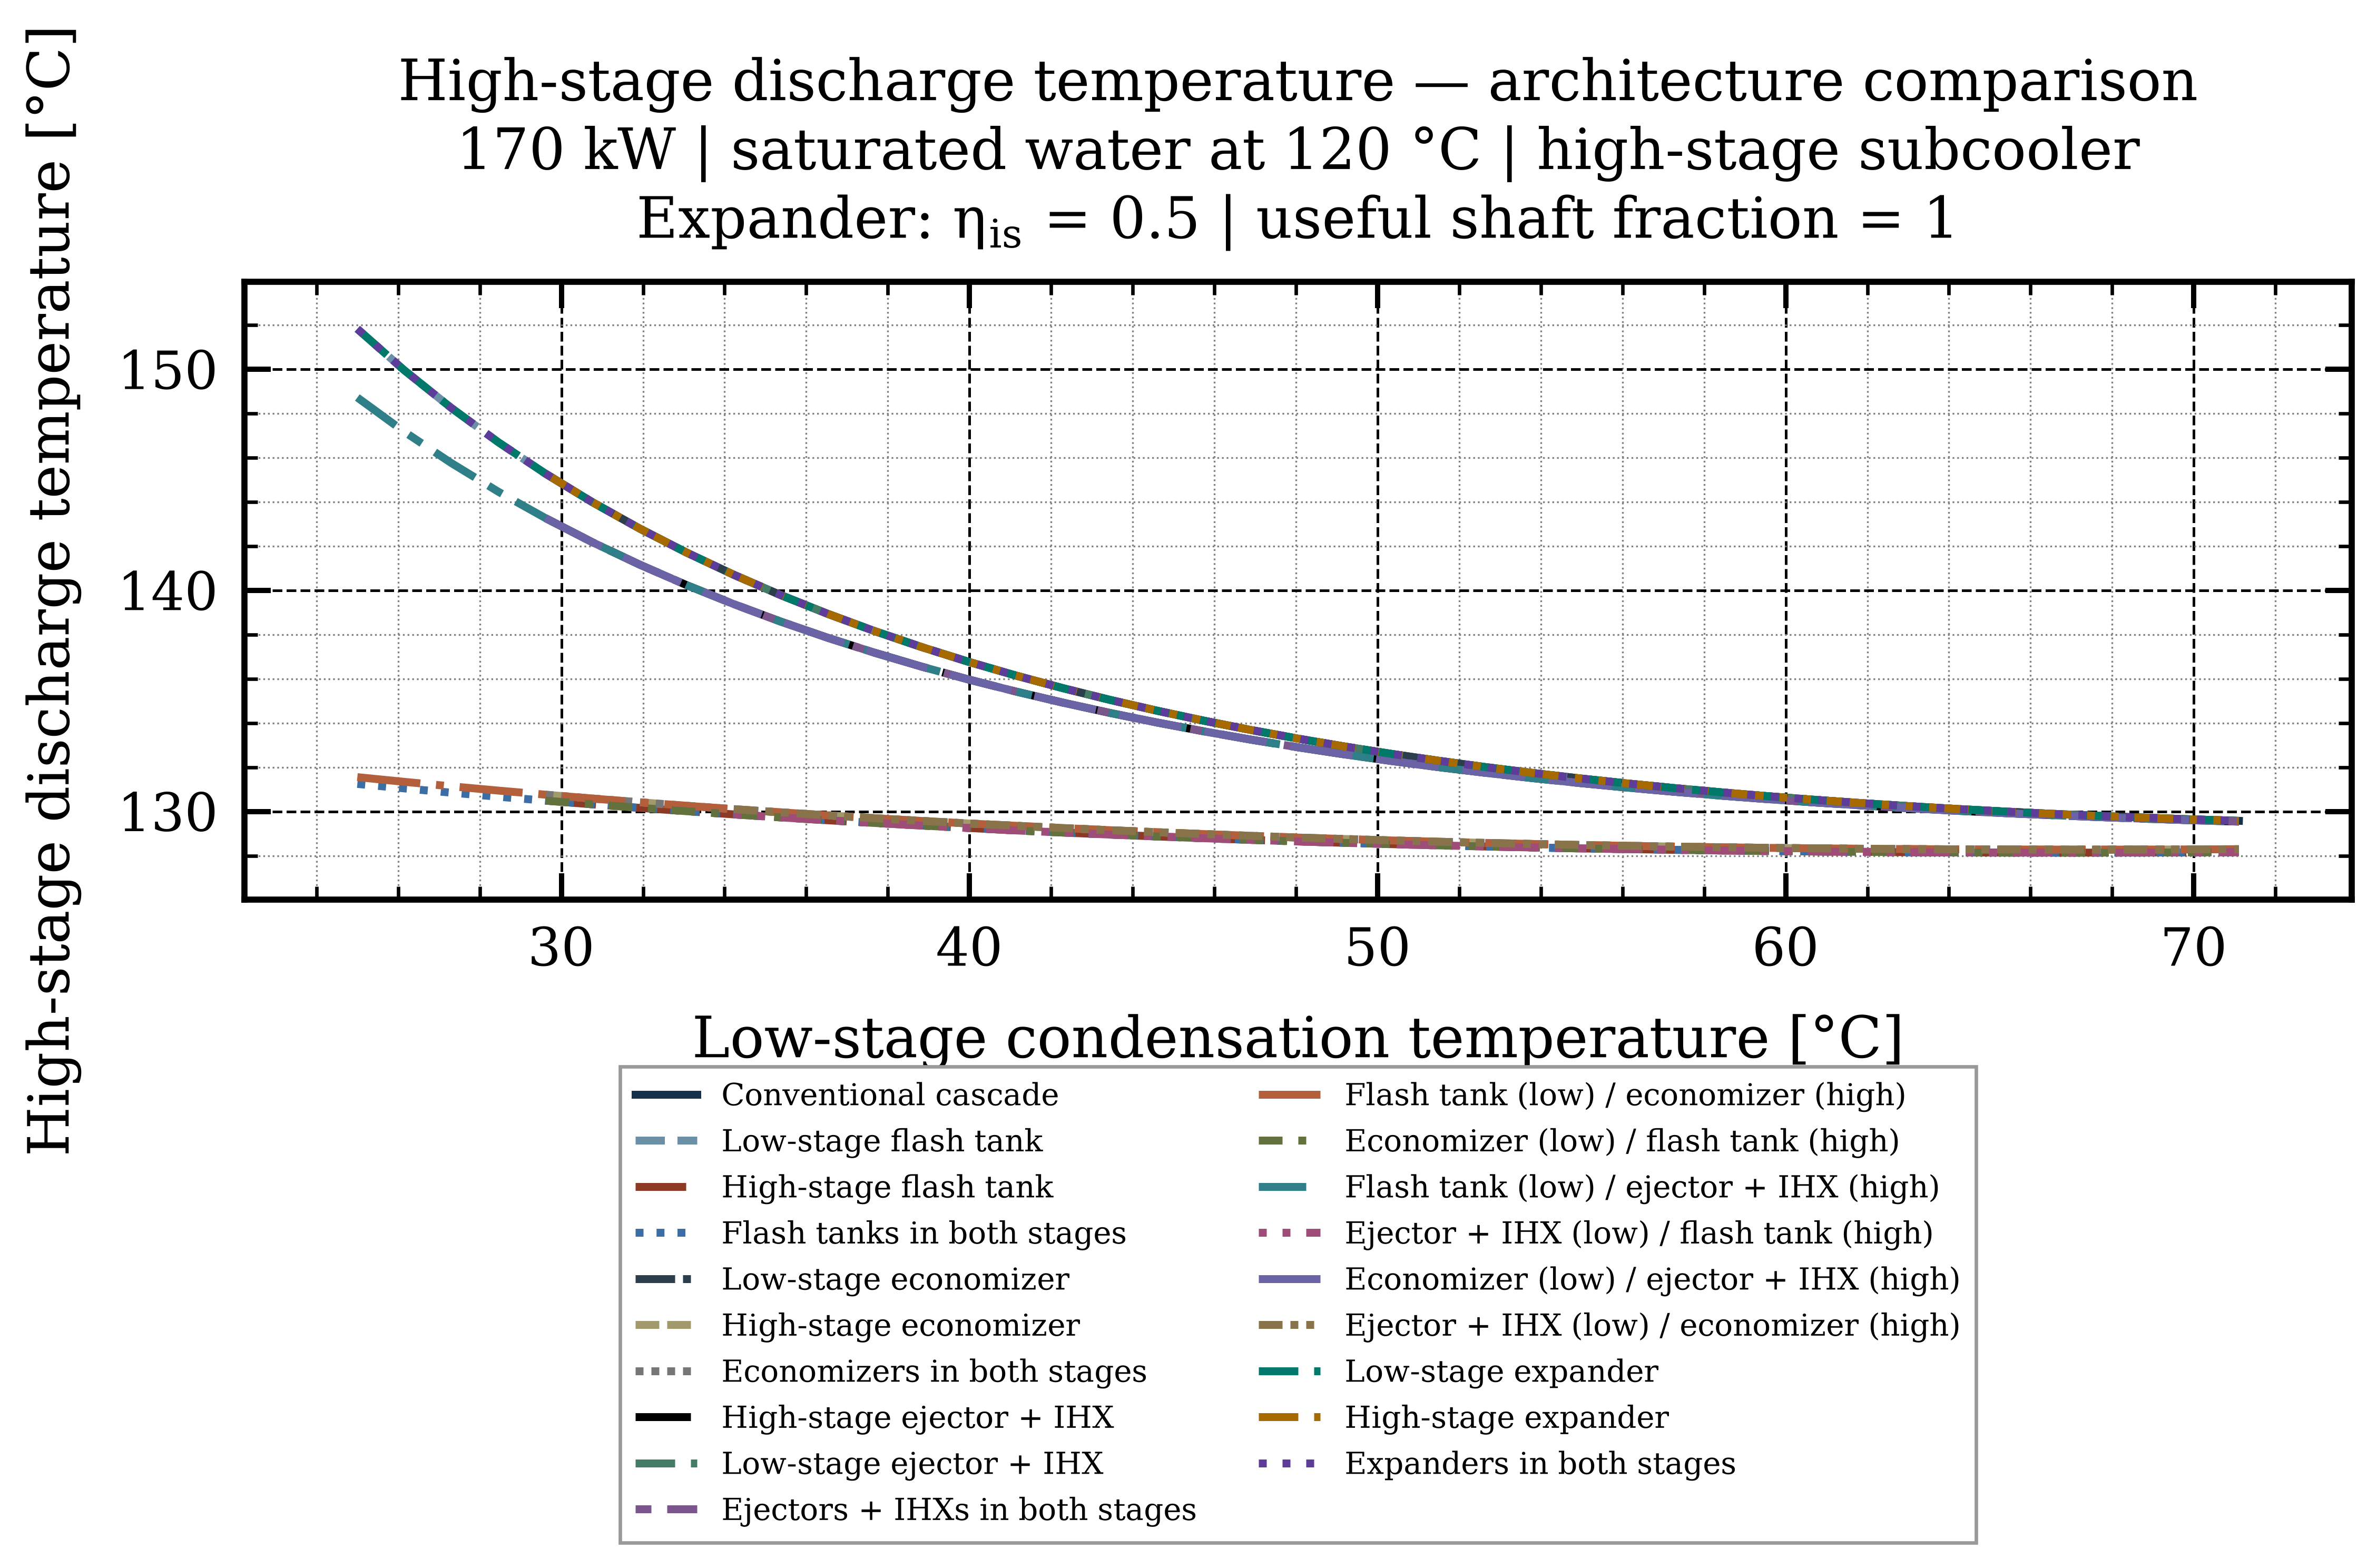 High-stage discharge temperature — architecture comparison
170 kW | saturated water at 120 °C | high-stage subcooler
Expander: ηis = 0.5 | useful shaft fraction = 1
High-stage discharge temperature [°C]
150
140
130
30 40 50 60 70
Low-stage condensation temperature [°C]
Conventional cascade
Low-stage flash tank
High-stage flash tank
Flash tanks in both stages
Low-stage economizer
High-stage economizer
Economizers in both stages
High-stage ejector + IHX
Low-stage ejector + IHX
Ejectors + IHXs in both stages
Flash tank (low) / economizer (high)
Economizer (low) / flash tank (high)
Flash tank (low) / ejector + IHX (high)
Ejector + IHX (low) / flash tank (high)
Economizer (low) / ejector + IHX (high)
Ejector + IHX (low) / economizer (high)
Low-stage expander
High-stage expander
Expanders in both stages